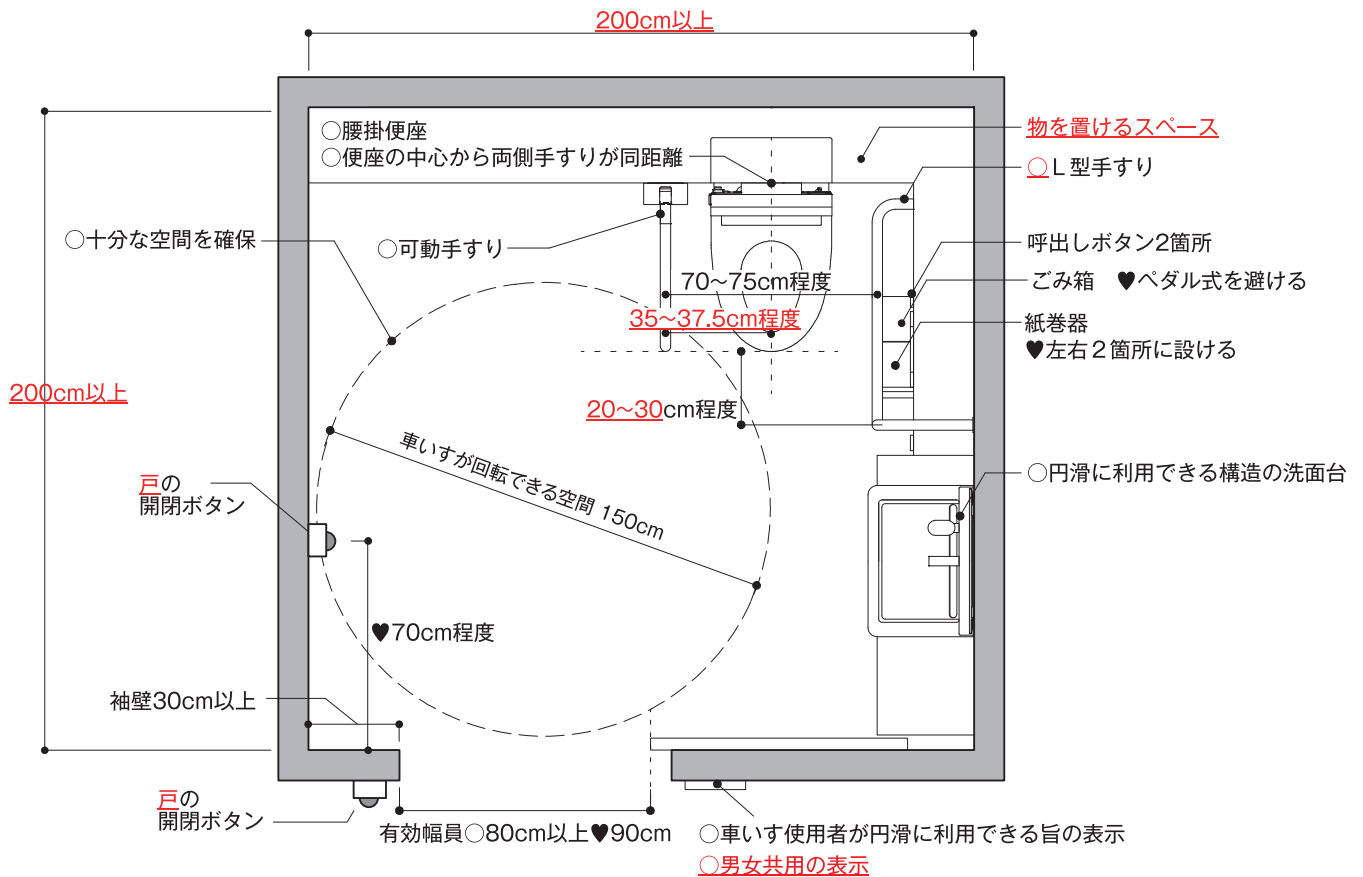 200cm以上
○腰掛便座
○便座の中心から両側手すりが同距離
物を置けるスペース
○L型手すり
○十分な空間を確保
○可動手すり
呼出しボタン2箇所
70〜75cm程度
ごみ箱　♥ペダル式を避ける
35〜37.5cm程度
紙巻器
♥左右2箇所に設ける
200cm以上
20〜30cm程度
車いすが回転できる空間 150cm
○円滑に利用できる構造の洗面台
戸の
開閉ボタン
♥70cm程度
袖壁30cm以上
戸の
開閉ボタン
有効幅員○80cm以上♥90cm
○車いす使用者が円滑に利用できる旨の表示
○男女共用の表示